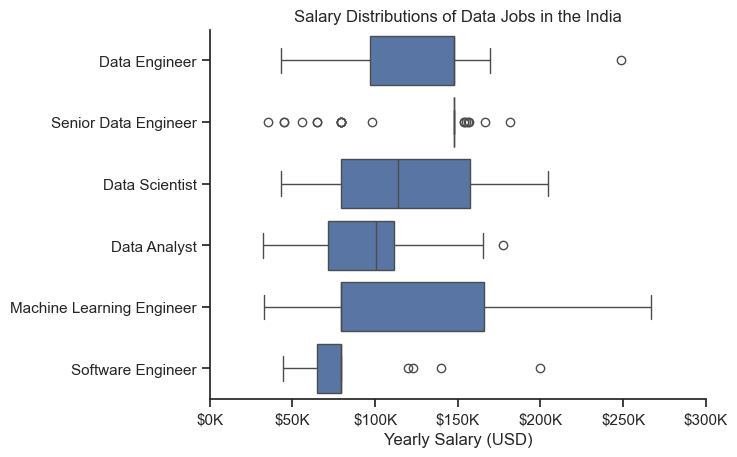 Salary Distributions of Data Jobs in the India
Data Engineer
Senior Data Engineer
Data Scientist
Data Analyst
Machine Learning Engineer
Software Engineer
$0K $50K $100K $150K $200K $250K $300K
Yearly Salary (USD)